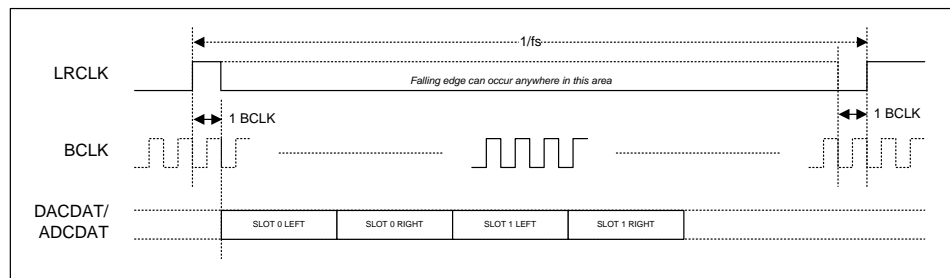 1/fs
LRCLK
Falling edge can occur anywhere in this area
1 BCLK
1 BCLK
BCLK
DACDAT/
ADCDAT
SLOT 0 LEFT
SLOT 0 RIGHT
SLOT 1 LEFT
SLOT 1 RIGHT